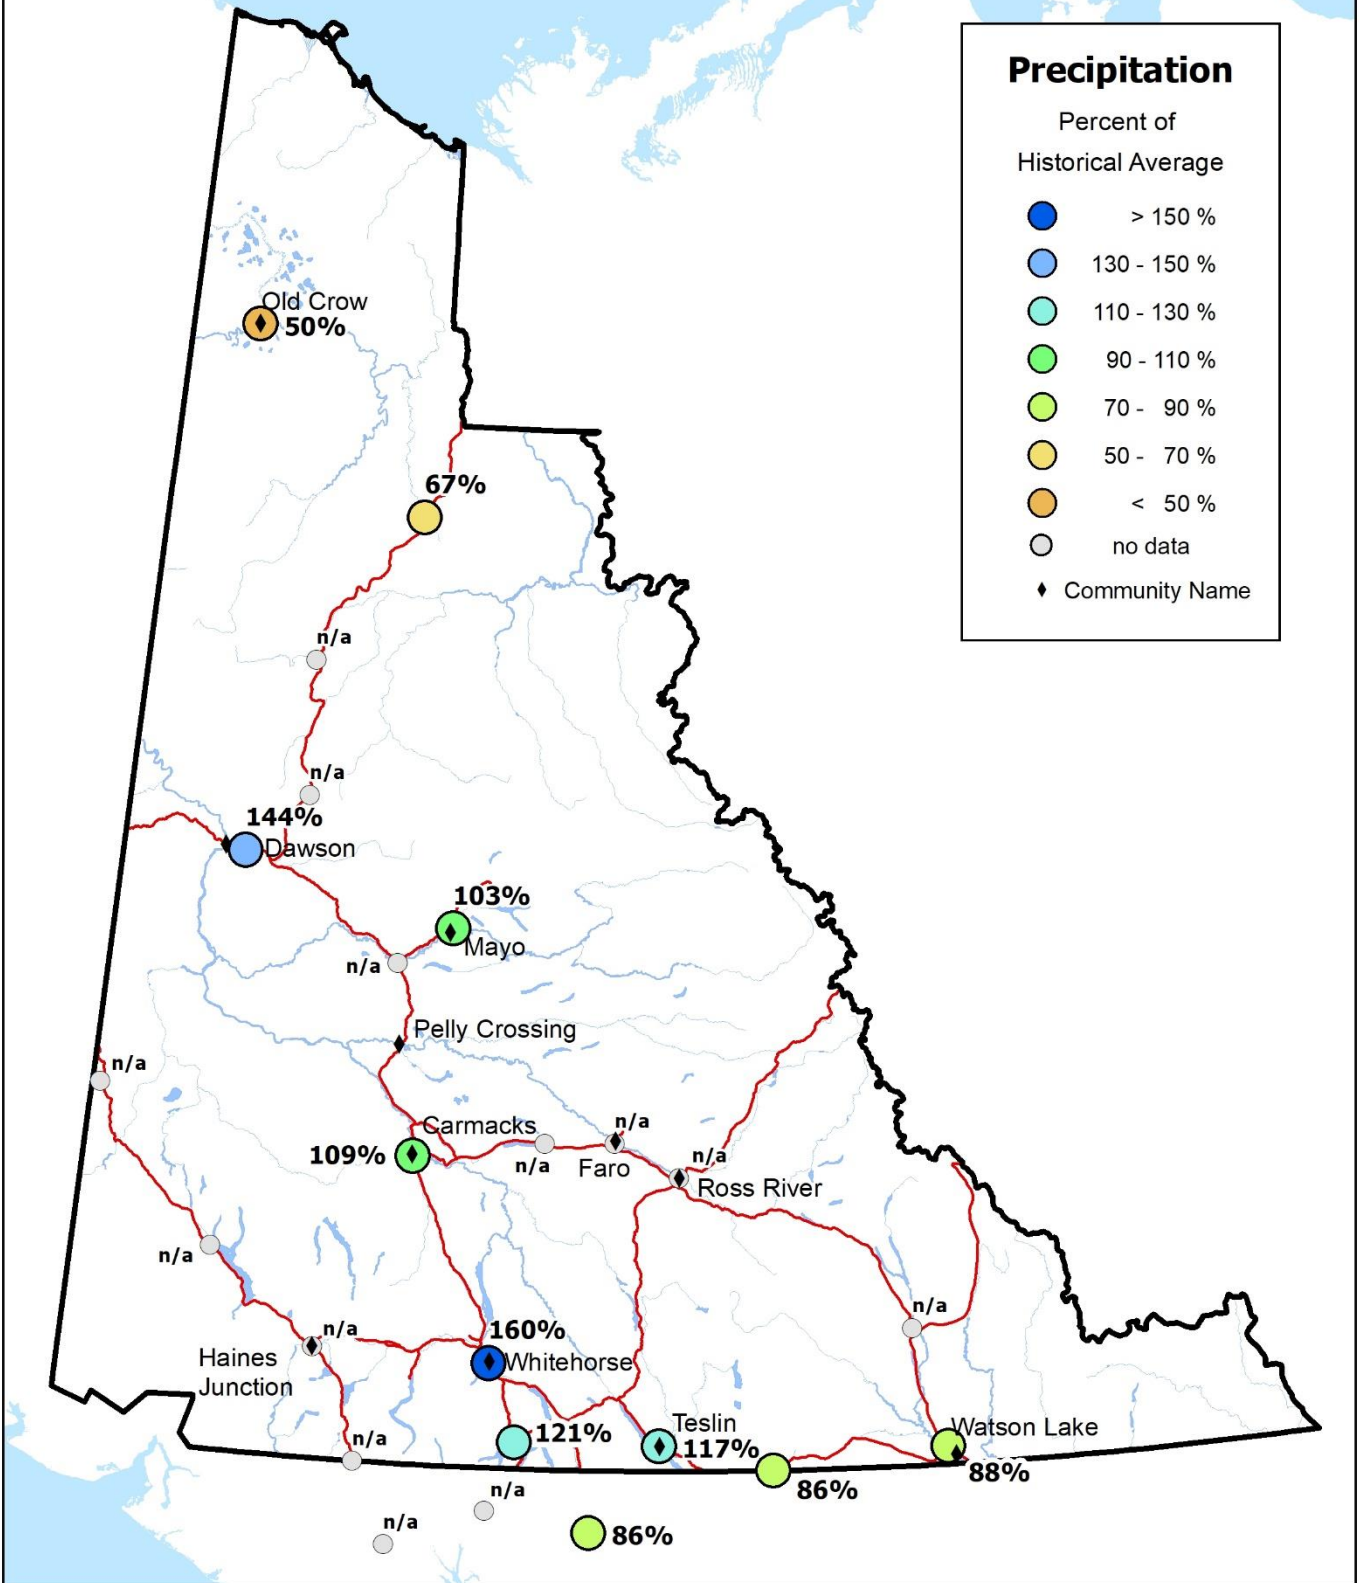 Precipitation
Percent of
Historical Average
> 150 %
130 - 150 %
110 - 130 %
90 - 110 %
70 - 90 %
50 - 70 %
< 50 %
no data
Community Name
Old Crow
50%
67%
n/a
n/a
144%
Dawson
103%
Mayo
n/a
Pelly Crossing
n/a
Carmacks
109%
n/a
n/a
Faro
n/a
Ross River
n/a
n/a
n/a
Haines
Junction
160%
Whitehorse
121%
Teslin
117%
Watson Lake
88%
86%
n/a
n/a
n/a
86%